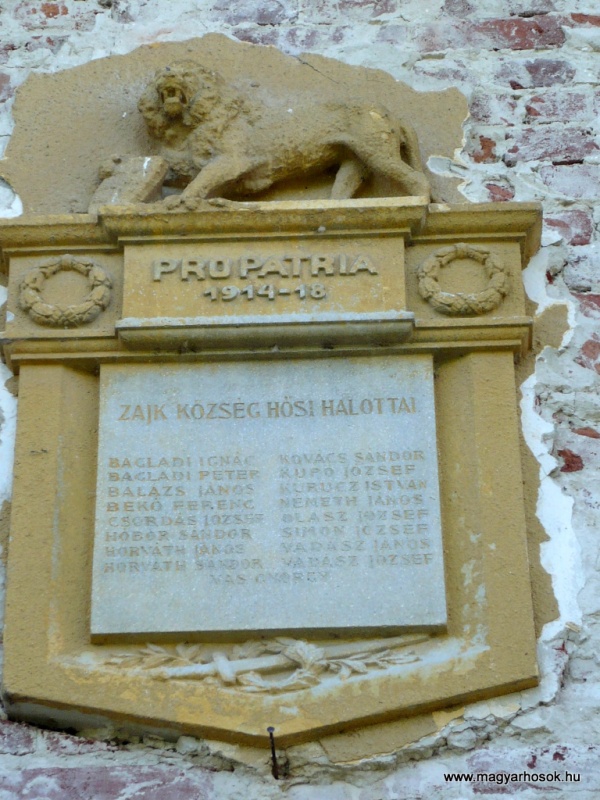 PRO PATRIA
1914-18
ZAJK KÖZSÉG HŐSI HALOTTAI
BAGLADI IGNÁC KOVÁCS SÁNDOR
BAGLADI PÉTER KUPÓ JÓZSEF
BALÁZS JÁNOS KURUCZ ISTVÁN
BEKŐ FERENC NÉMETH JÁNOS
CSORDÁS JÓZSEF OLASZ JÓZSEF
HÓBOR SÁNDOR SIMON JÓZSEF
HORVÁTH JÁNOS VADÁSZ JÁNOS
HORVÁTH SÁNDOR VADÁSZ JÓZSEF
VAS GYÖRGY
www.magyarhosok.hu